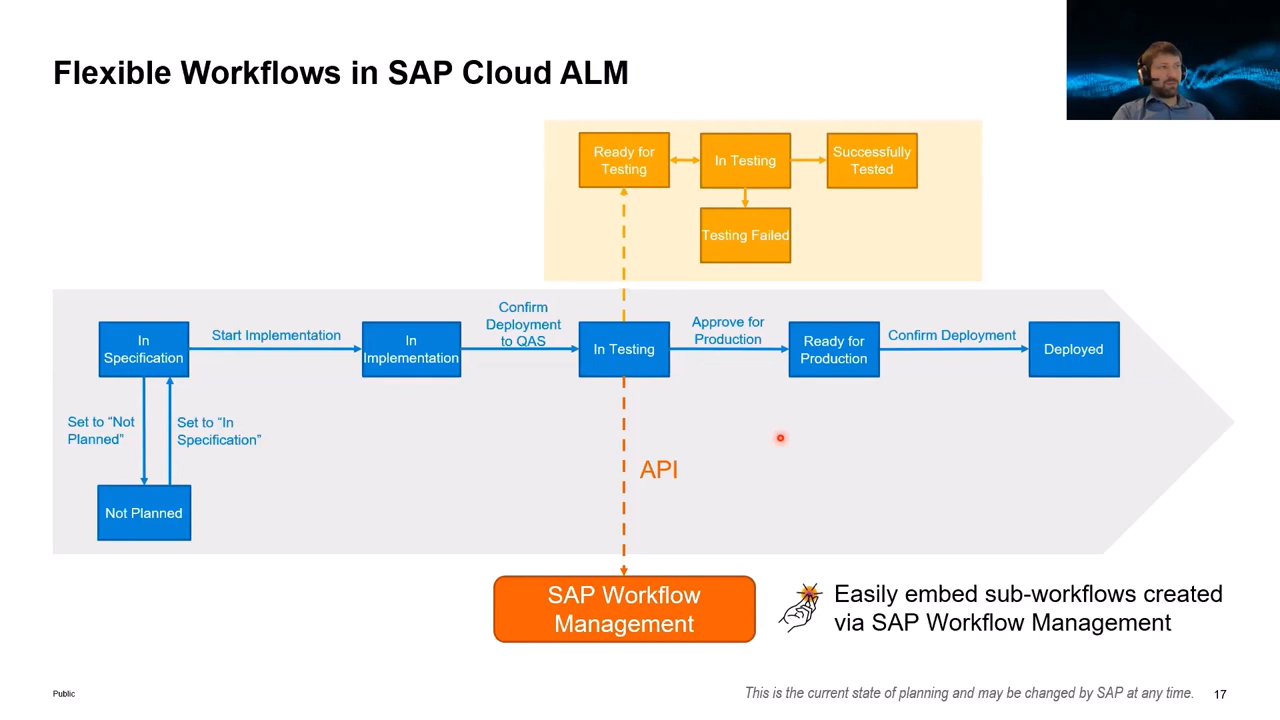 Flexible Workflows in SAP Cloud ALM
Ready for
Testing
In Testing
Successfully
Tested
Testing Failed
In
Specification
Start Implementation
In
Implementation
Confirm
Deployment
to QAS
In Testing
Approve for
Production
Ready for
Production
Confirm Deployment
Deployed
Set to “Not
Planned”
Set to “In
Specification”
Not Planned
API
SAP Workflow
Management
Easily embed sub-workflows created
via SAP Workflow Management
Public
This is the current state of planning and may be changed by SAP at any time.
17